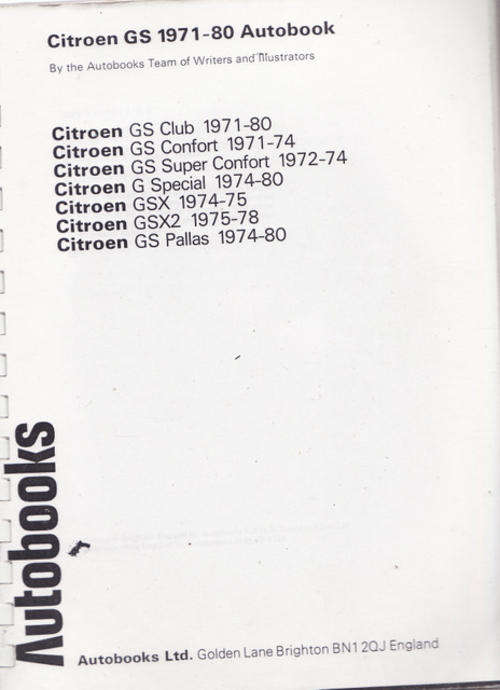 Citroen GS 1971-80 Autobook
By the Autobooks Team of Writers and Illustrators
Citroen GS Club 1971-80
Citroen GS Confort 1971-74
Citroen GS Super Confort 1972-74
Citroen G Special 1974-80
Citroen GSX 1974-75
Citroen GSX2 1975-78
Citroen GS Pallas 1974-80
Autobooks
Autobooks Ltd. Golden Lane Brighton BN1 2QJ England